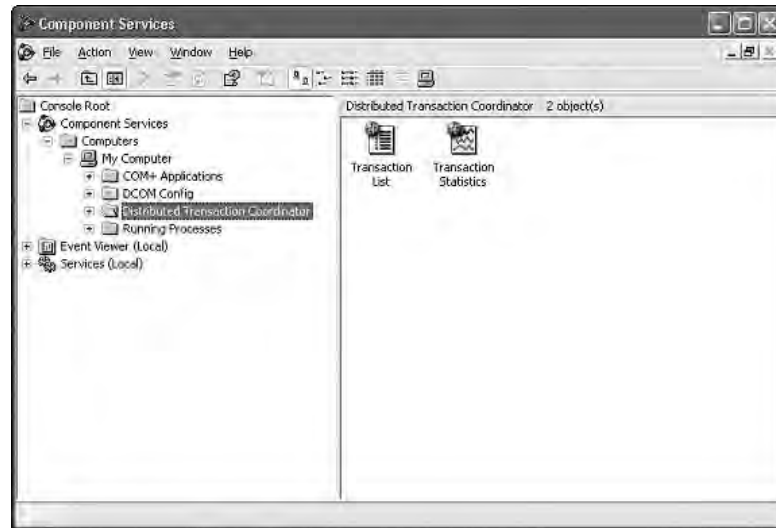 Component Services
File Action View Window Help
Console Root
Component Services
Computers
My Computer
COM+ Applications
DCOM Config
Distributed Transaction Coordinator
Running Processes
Event Viewer (Local)
Services (Local)
Distributed Transaction Coordinator 2 object(s)
Transaction
List
Transaction
Statistics